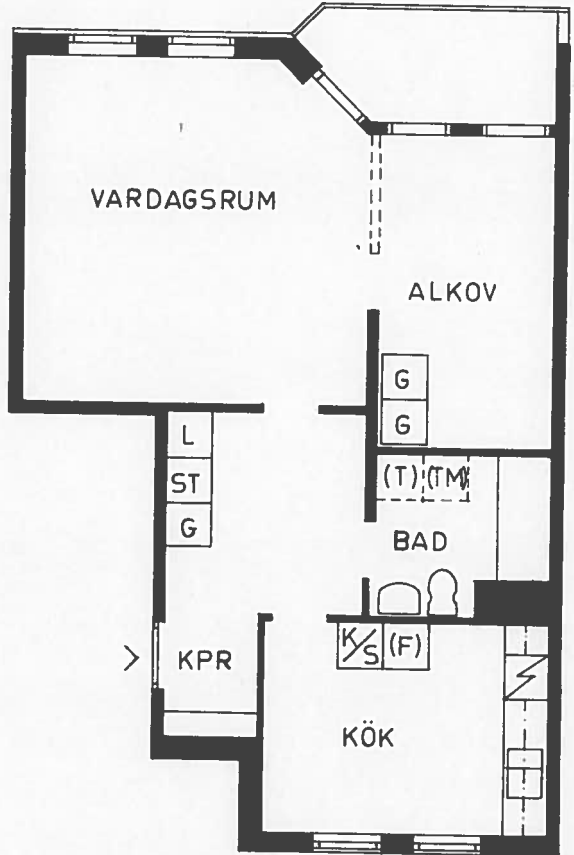 VARDAGSRUM
ALKOV
G
G
L
ST
G
(T) (TM)
BAD
K/S (F)
KPR
KÖK